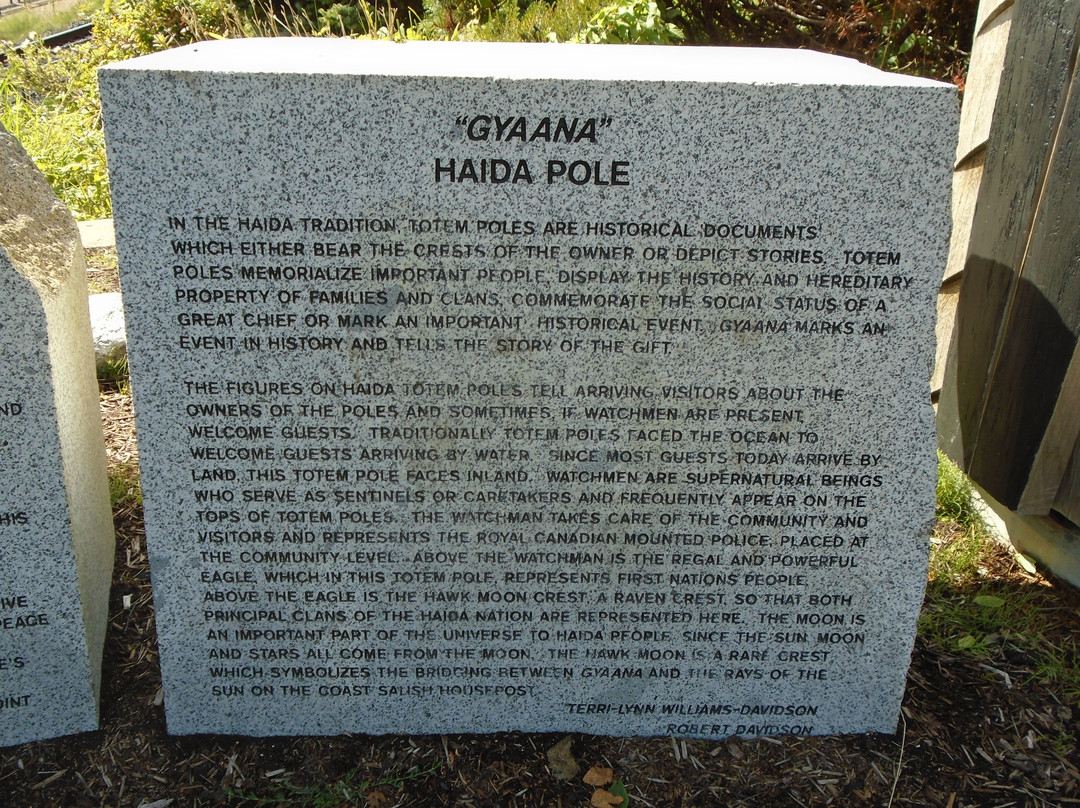 "GYAANA"
HAIDA POLE
IN THE HAIDA TRADITION, TOTEM POLES ARE HISTORICAL DOCUMENTS
WHICH EITHER BEAR THE CRESTS OF THE OWNER OR DEPICT STORIES. TOTEM
POLES MEMORIALIZE IMPORTANT PEOPLE, DISPLAY THE HISTORY AND HEREDITARY
PROPERTY OF FAMILIES AND CLANS, COMMEMORATE THE SOCIAL STATUS OF A
GREAT CHIEF OR MARK AN IMPORTANT HISTORICAL EVENT. GYAANA MARKS AN
EVENT IN HISTORY AND TELLS THE STORY OF THE GIFT.
THE FIGURES ON HAIDA TOTEM POLES TELL ARRIVING VISITORS ABOUT THE
OWNERS OF THE POLES AND SOMETIMES, IF WATCHMEN ARE PRESENT,
WELCOME GUESTS. TRADITIONALLY TOTEM POLES FACED THE OCEAN TO
WELCOME GUESTS ARRIVING BY WATER. SINCE MOST GUESTS TODAY ARRIVE BY
LAND, THIS TOTEM POLE FACES INLAND. WATCHMEN ARE SUPERNATURAL BEINGS
WHO SERVE AS SENTINELS OR CARETAKERS AND FREQUENTLY APPEAR ON THE
TOPS OF TOTEM POLES. THE WATCHMAN TAKES CARE OF THE COMMUNITY AND
VISITORS AND REPRESENTS THE ROYAL CANADIAN MOUNTED POLICE, PLACED AT
THE COMMUNITY LEVEL. ABOVE THE WATCHMAN IS THE REGAL AND POWERFUL
EAGLE, WHICH IN THIS TOTEM POLE, REPRESENTS FIRST NATIONS PEOPLE.
ABOVE THE EAGLE IS THE HAWK MOON CREST, A RAVEN CREST, SO THAT BOTH
PRINCIPAL CLANS OF THE HAIDA NATION ARE REPRESENTED HERE. THE MOON IS
AN IMPORTANT PART OF THE UNIVERSE TO HAIDA PEOPLE, SINCE THE SUN, MOON
AND STARS ALL COME FROM THE MOON. THE HAWK MOON IS A RARE CREST
WHICH SYMBOLIZES THE BRIDGING BETWEEN GYAANA AND THE RAYS OF THE
SUN ON THE COAST SALISH HOUSEPOST.
TERRI-LYNN WILLIAMS-DAVIDSON
ROBERT DAVIDSON